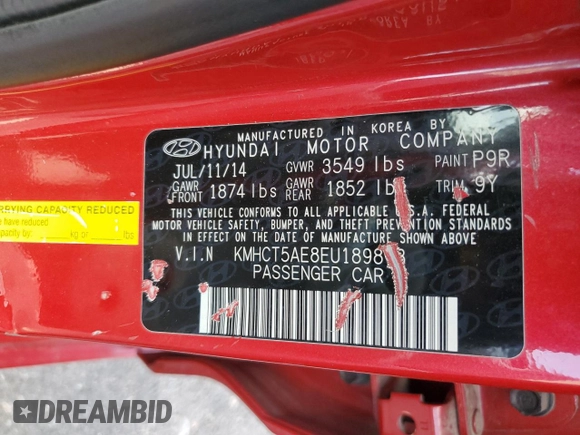 MANUFACTURED IN KOREA BY
HYUNDAI MOTOR COMPANY
JUL/11/14 GVWR 3549 lbs PAINT P9R
GAWR FRONT 1874 lbs GAWR REAR 1852 lbs TRIM 9Y
THIS VEHICLE CONFORMS TO ALL APPLICABLE U.S.A. FEDERAL
MOTOR VEHICLE SAFETY, BUMPER, AND THEFT PREVENTION STANDARDS
IN EFFECT ON THE DATE OF MANUFACTURE SHOWN ABOVE
V.I.N KMHCT5AE8EU1898
PASSENGER CAR
CAPACITY REDUCED
have reduced
kg or lbs
DREAMBID